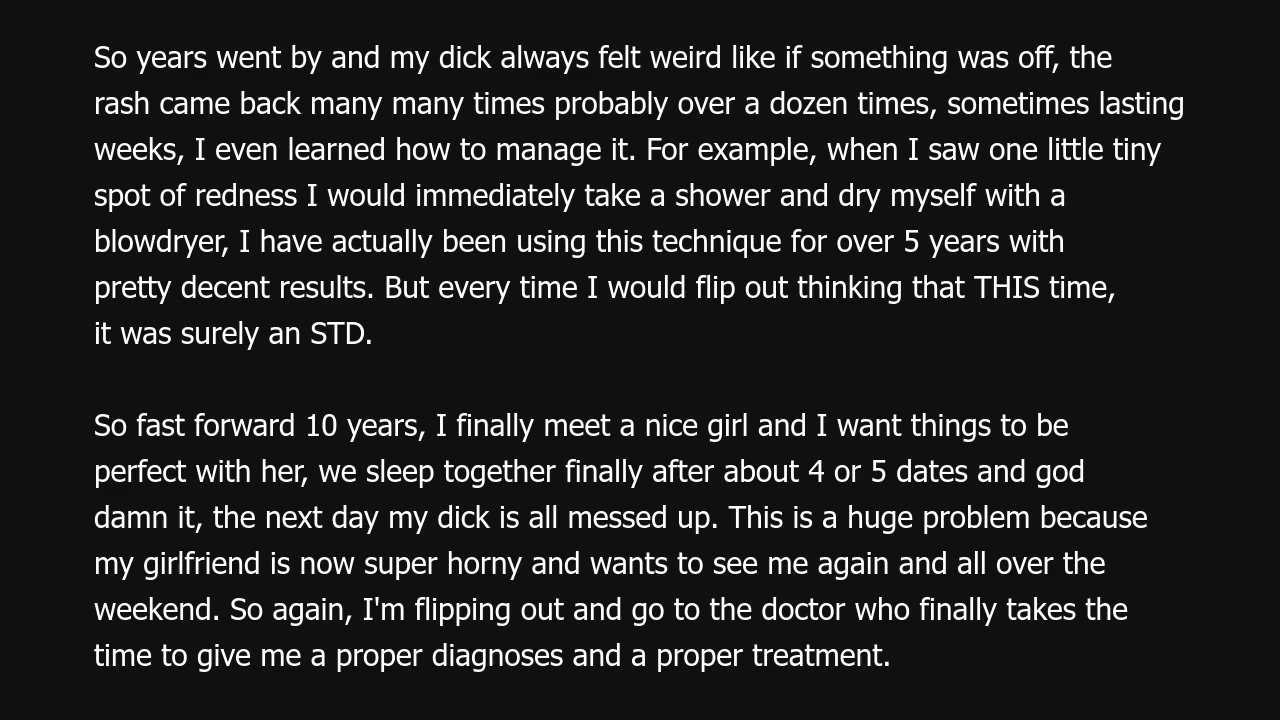 So years went by and my dick always felt weird like if something was off, the
rash came back many many times probably over a dozen times, sometimes lasting
weeks, I even learned how to manage it. For example, when I saw one little tiny
spot of redness I would immediately take a shower and dry myself with a
blowdryer, I have actually been using this technique for over 5 years with
pretty decent results. But every time I would flip out thinking that THIS time,
it was surely an STD.
So fast forward 10 years, I finally meet a nice girl and I want things to be
perfect with her, we sleep together finally after about 4 or 5 dates and god
damn it, the next day my dick is all messed up. This is a huge problem because
my girlfriend is now super horny and wants to see me again and all over the
weekend. So again, I'm flipping out and go to the doctor who finally takes the
time to give me a proper diagnoses and a proper treatment.